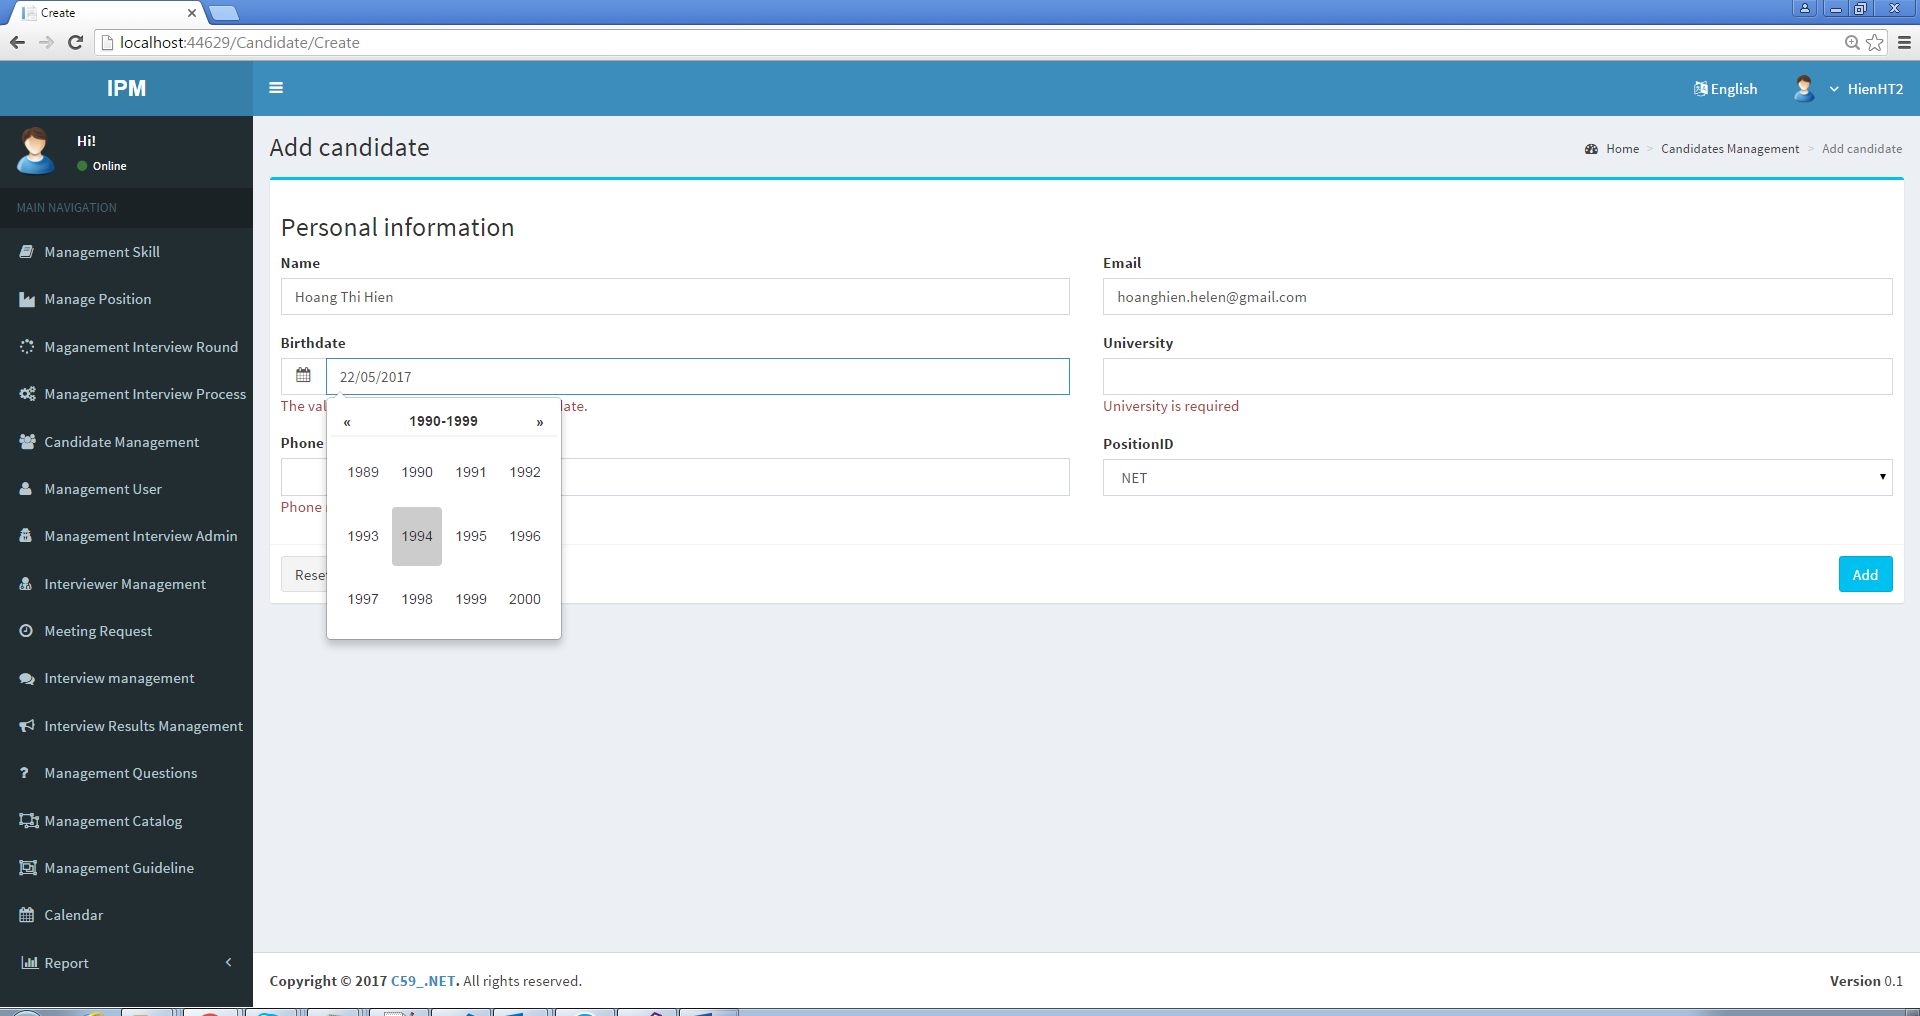 Create
localhost:44629/Candidate/Create
IPM
English
HienHT2
Hi!
Online
MAIN NAVIGATION
Management Skill
Manage Position
Maganement Interview Round
Management Interview Process
Candidate Management
Management User
Management Interview Admin
Interviewer Management
Meeting Request
Interview management
Interview Results Management
Management Questions
Management Catalog
Management Guideline
Calendar
Report
Add candidate
Home > Candidates Management > Add candidate
Personal information
Name
Hoang Thi Hien
Email
hoanghien.helen@gmail.com
Birthdate
22/05/2017
The
« 1990-1999 »
1989 1990 1991 1992
1993 1994 1995 1996
1997 1998 1999 2000
University
University is required
Phone
Phone
PositionID
NET
Add
Copyright © 2017 C59_.NET. All rights reserved.
Version 0.1